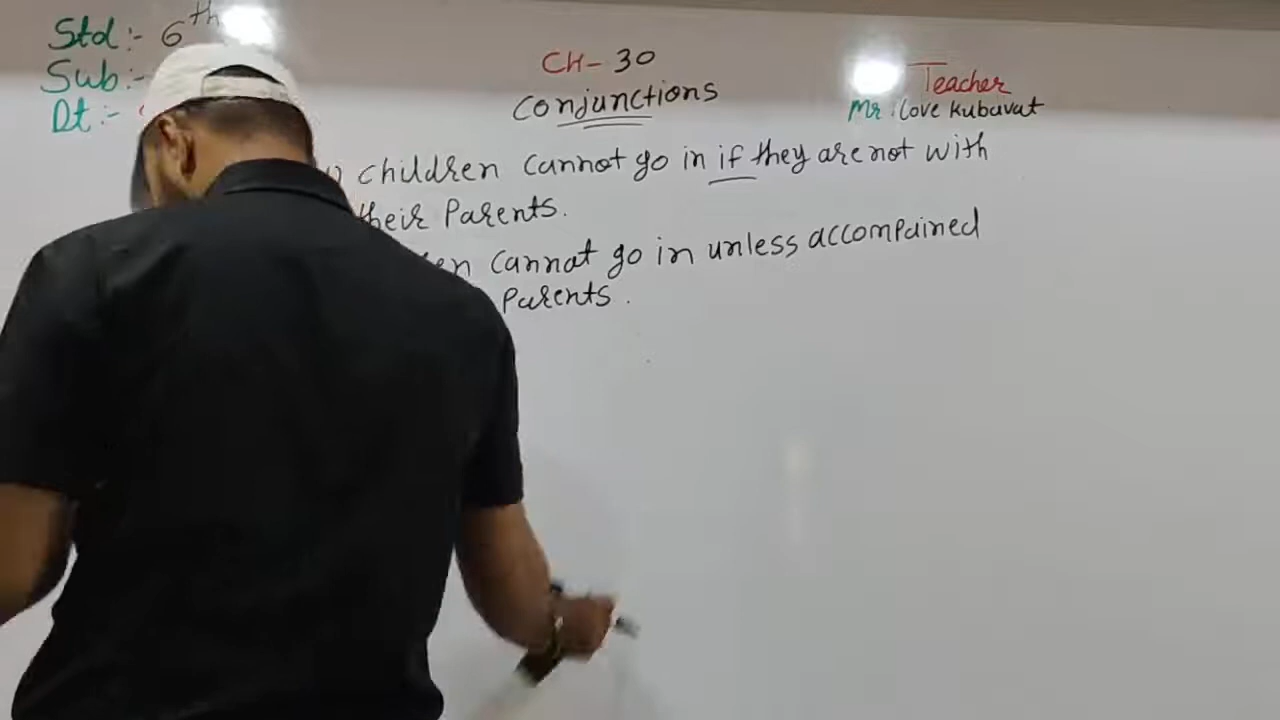 Std :- 6th
Sub :-
Dt :-
CH - 30
Conjunctions
Teacher
Mr : Love Kubavat
children cannot go in if they are not with
their Parents.
cannot go in unless accompained
Parents .